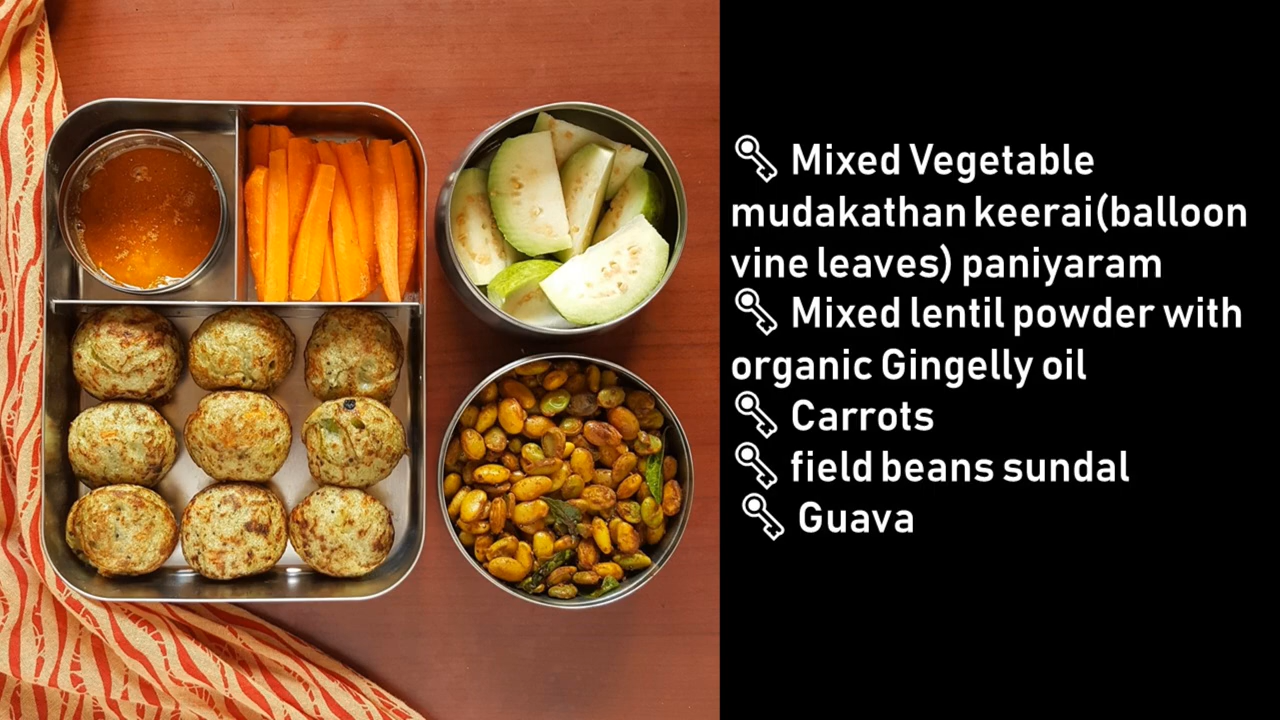 🗝 Mixed Vegetable
mudakathan keerai(balloon
vine leaves) paniyaram
🗝 Mixed lentil powder with
organic Gingelly oil
🗝 Carrots
🗝 field beans sundal
🗝 Guava